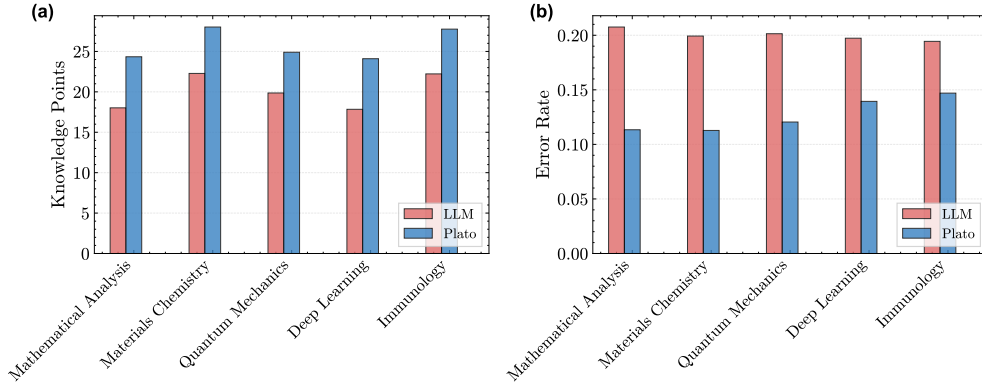 (a)
Knowledge Points
25
20
15
10
5
0
LLM
Plato
Mathematical Analysis
Materials Chemistry
Quantum Mechanics
Deep Learning
Immunology
(b)
Error Rate
0.20
0.15
0.10
0.05
0.00
LLM
Plato
Mathematical Analysis
Materials Chemistry
Quantum Mechanics
Deep Learning
Immunology